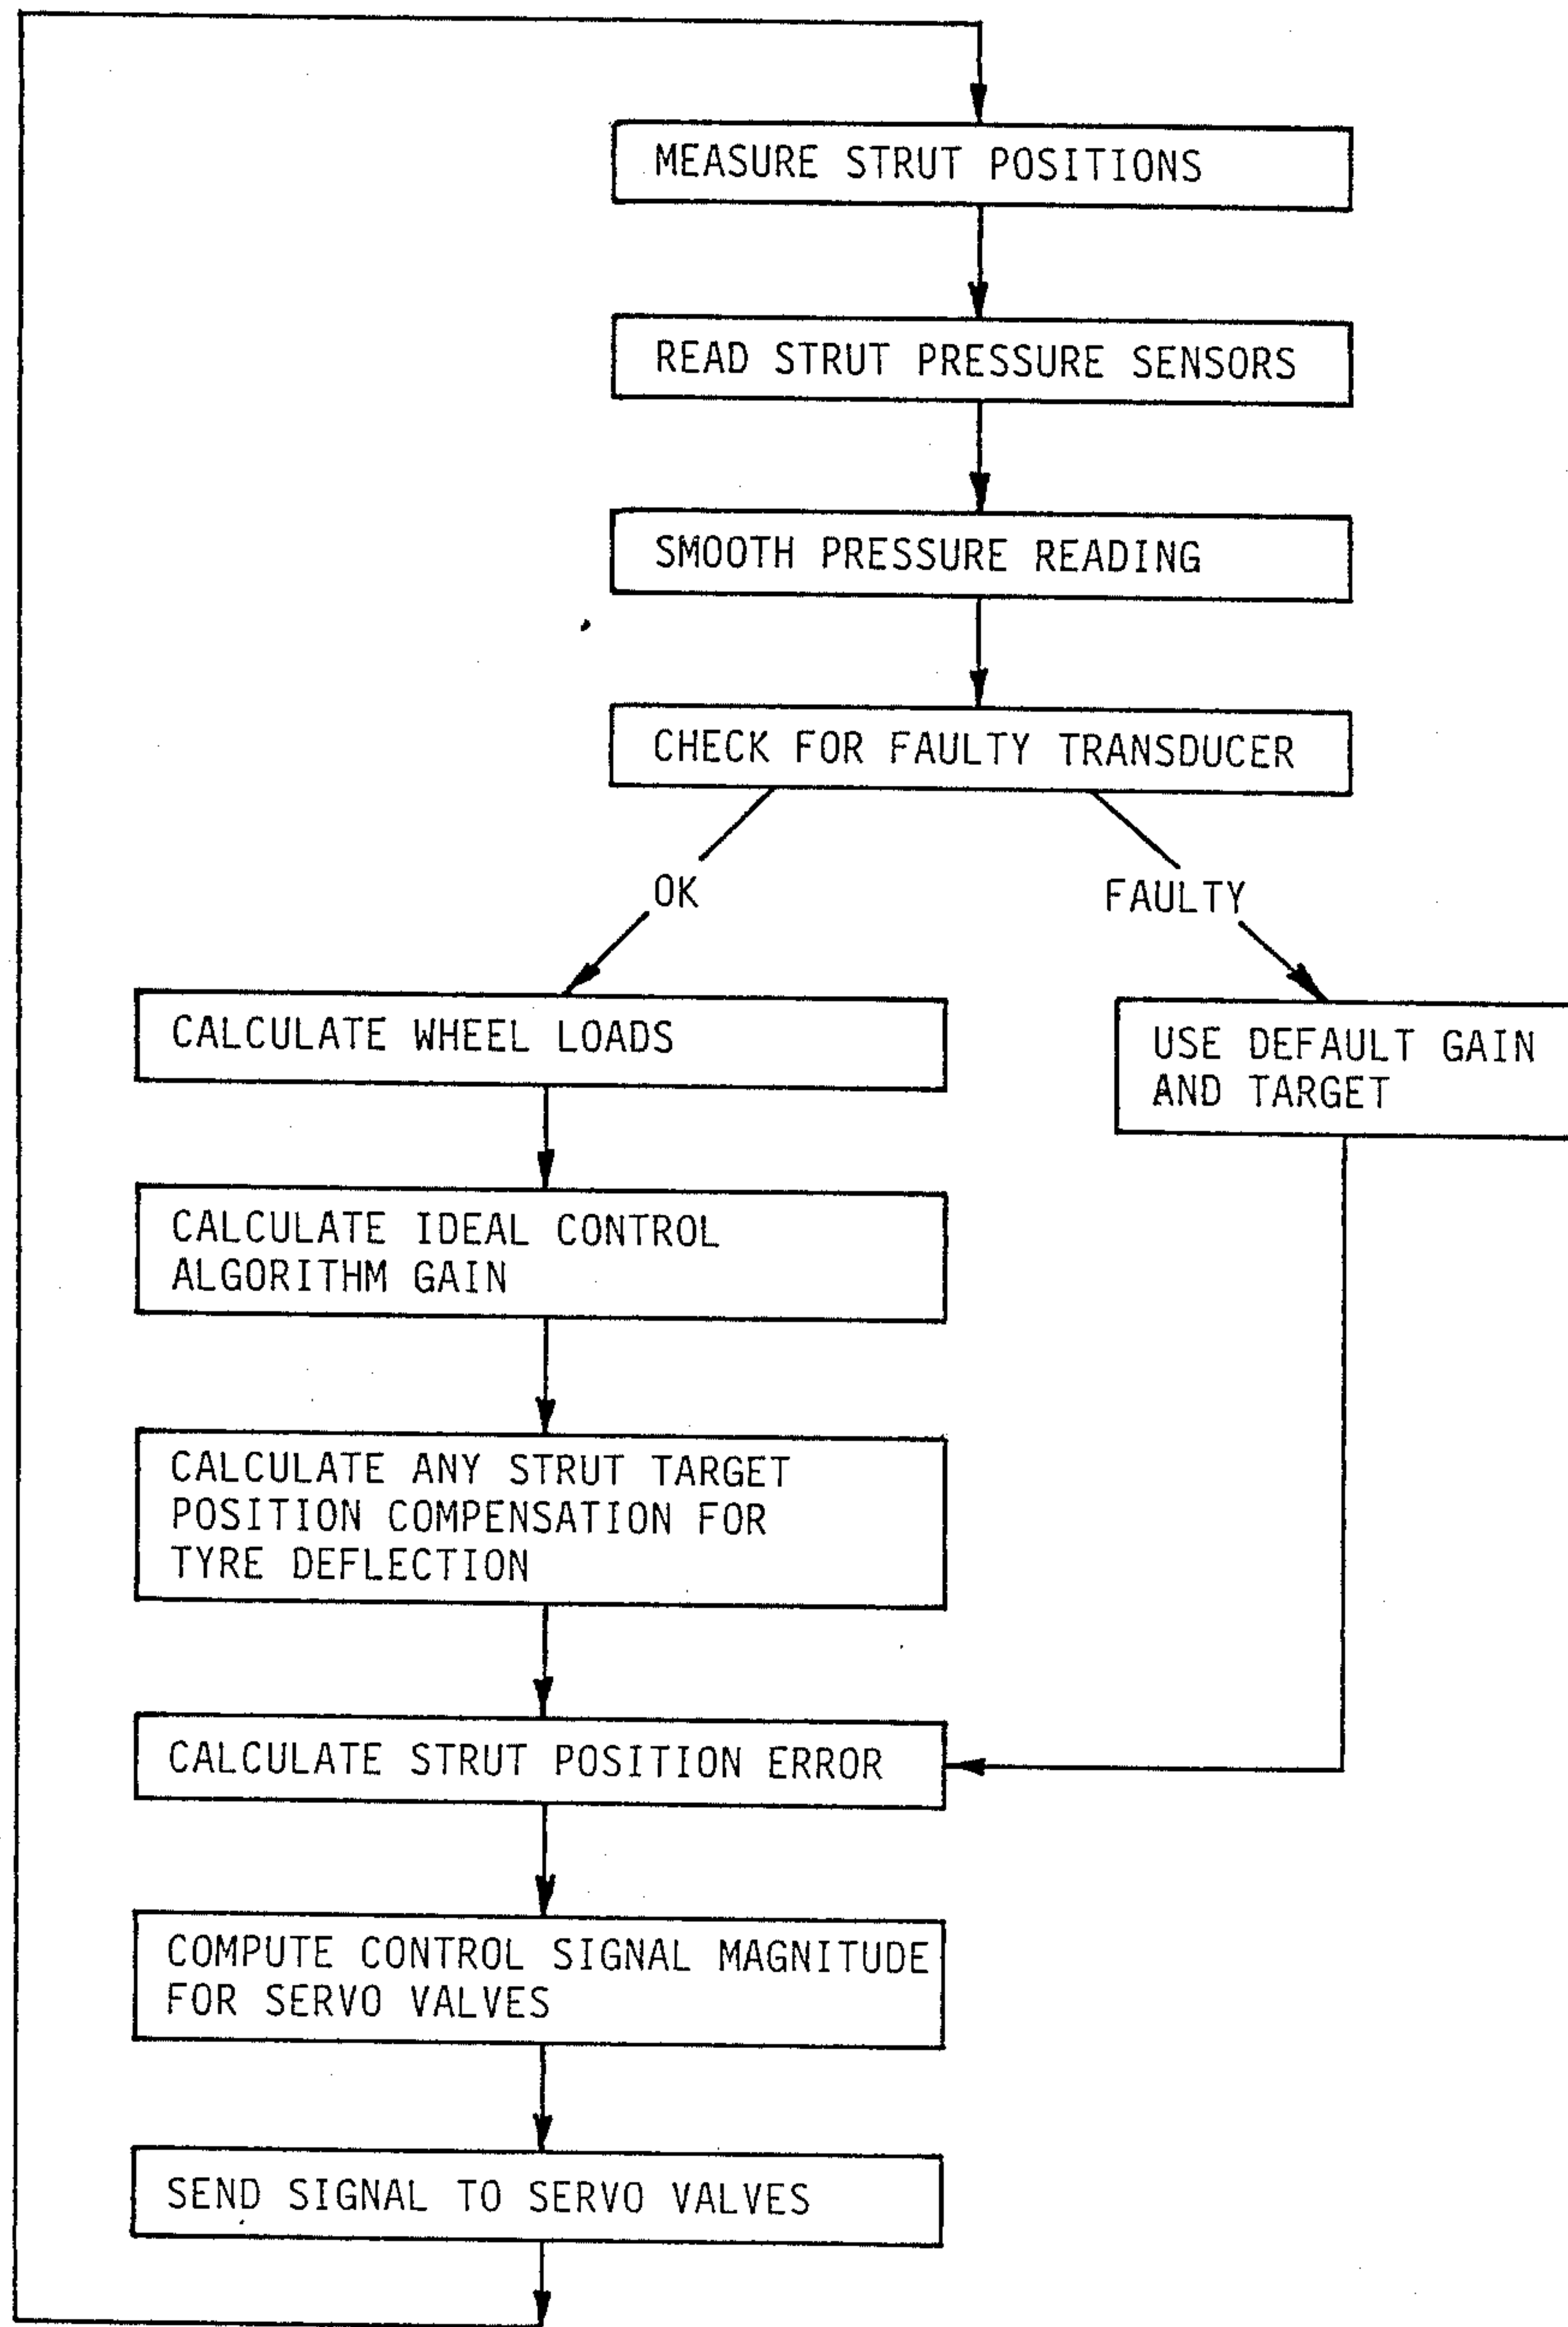 MEASURE STRUT POSITIONS
READ STRUT PRESSURE SENSORS
SMOOTH PRESSURE READING
CHECK FOR FAULTY TRANSDUCER
OK
FAULTY
CALCULATE WHEEL LOADS
USE DEFAULT GAIN
AND TARGET
CALCULATE IDEAL CONTROL
ALGORITHM GAIN
CALCULATE ANY STRUT TARGET
POSITION COMPENSATION FOR
TYRE DEFLECTION
CALCULATE STRUT POSITION ERROR
COMPUTE CONTROL SIGNAL MAGNITUDE
FOR SERVO VALVES
SEND SIGNAL TO SERVO VALVES